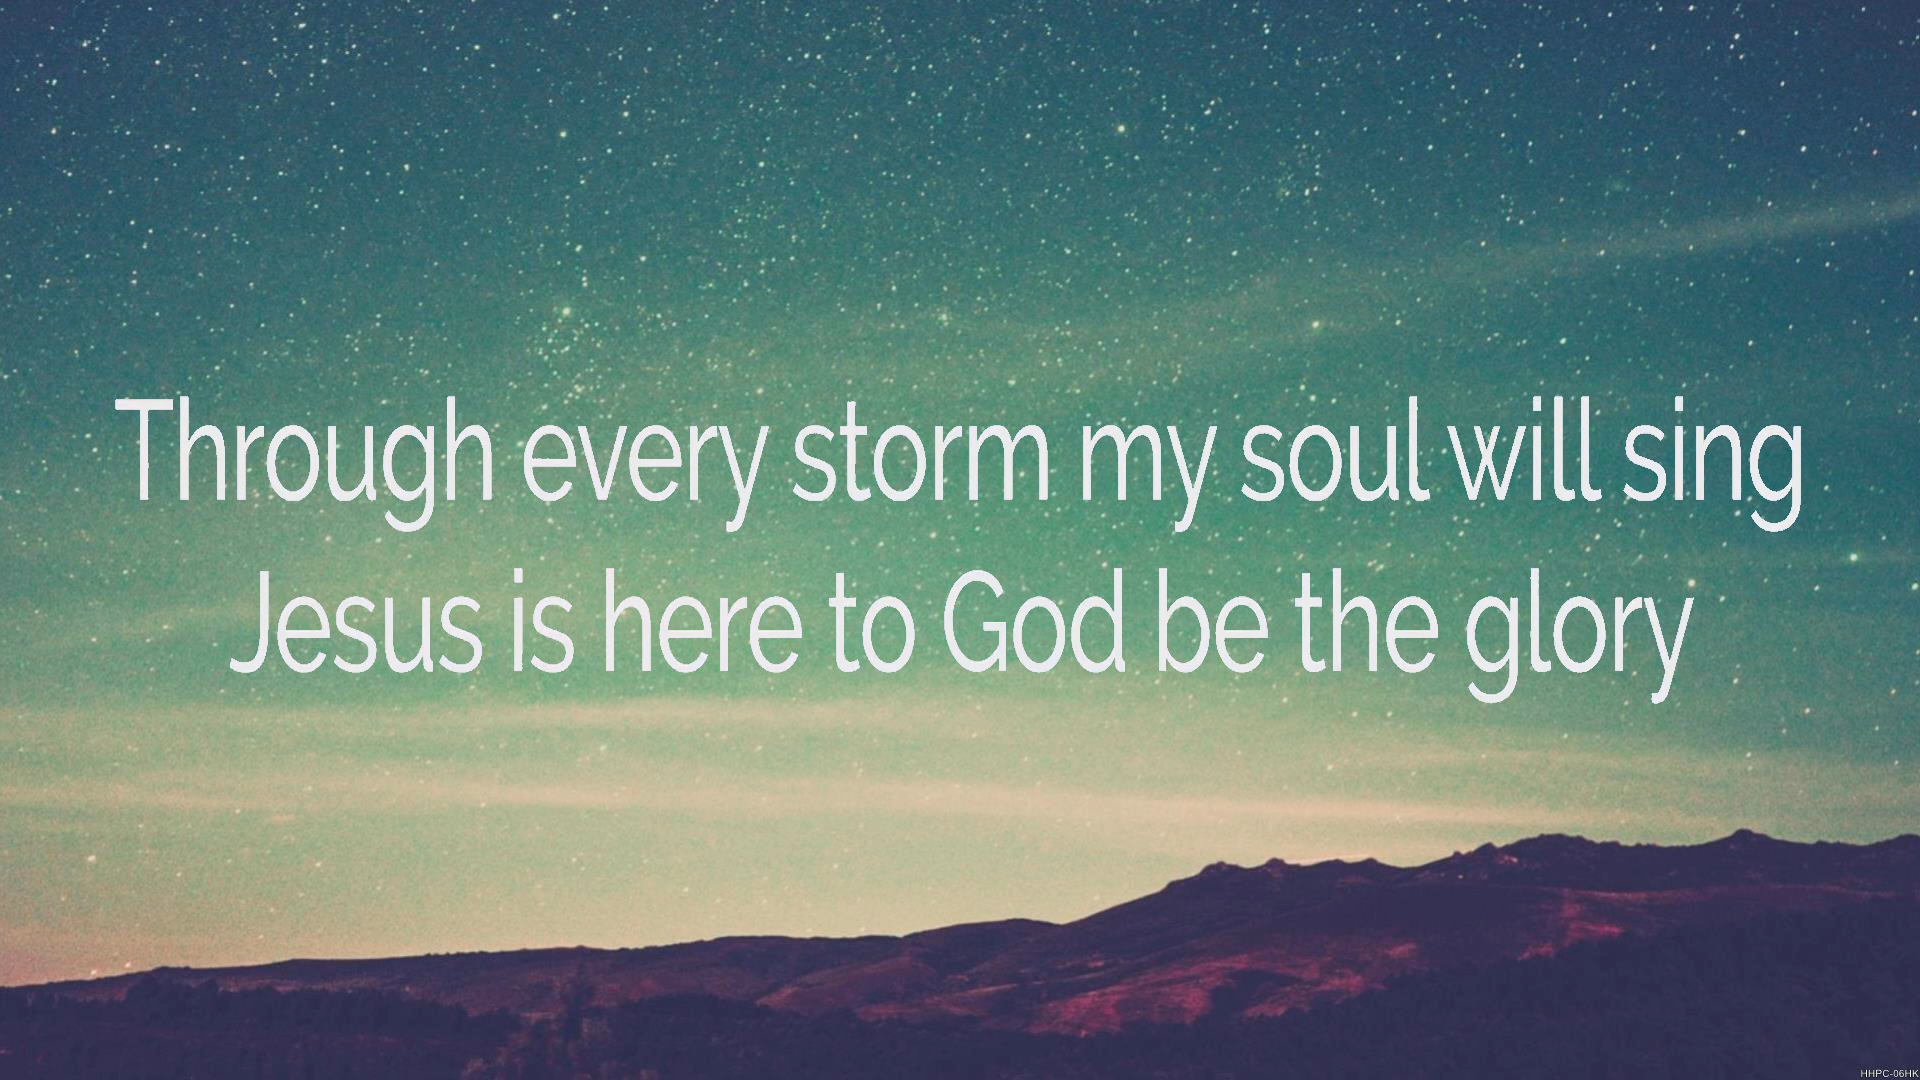 Through every storm my soul will sing
Jesus is here to God be the glory
HHPC-06HK